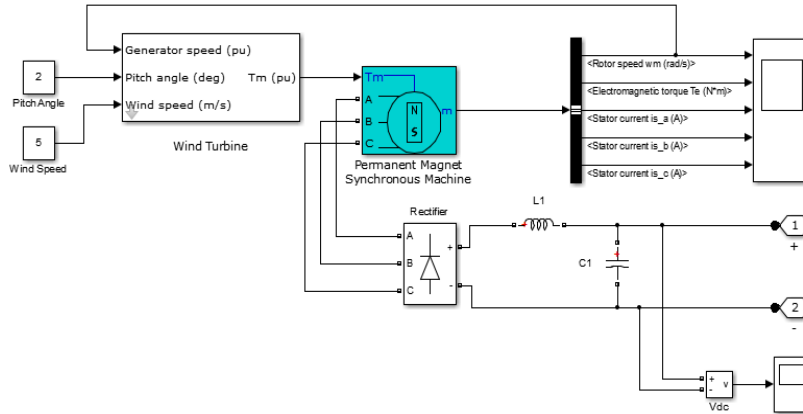 Generator speed (pu)
2
Pitch angle (deg)
Tm (pu)
Pitch Angle
Wind speed (m/s)
5
Wind Speed
Wind Turbine
Tm
A
B
C
N
S
m
Permanent Magnet
Synchronous Machine
<Rotor speed wm (rad/s)>
<Electromagnetic torque Te (N*m)>
<Stator current is_a (A)>
<Stator current is_b (A)>
<Stator current is_c (A)>
Rectifier
A
B
C
+
-
L1
C1
1
+
2
-
+
-
v
Vdc